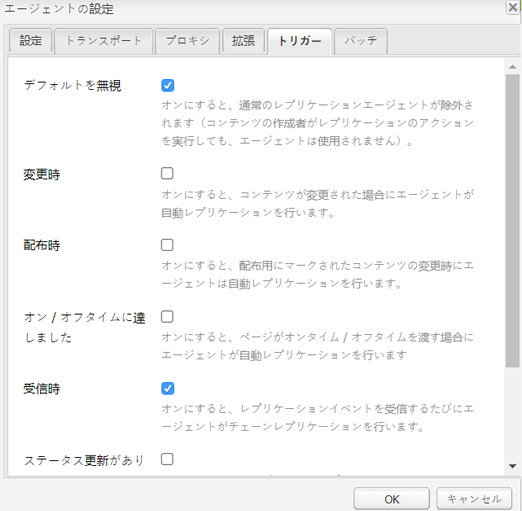 エージェントの設定
設定 トランスポート プロキシ 拡張 トリガー バッチ
デフォルトを無視
オンにすると、通常のレプリケーションエージェントが除外さ
れます（コンテンツの作成者がレプリケーションのアクション
を実行しても、エージェントは使用されません）。
変更時
オンにすると、コンテンツが変更された場合にエージェントが
自動レプリケーションを行います。
配布時
オンにすると、配布用にマークされたコンテンツの変更時にエ
ージェントは自動レプリケーションを行います。
オン / オフタイムに達
しました
オンにすると、ページがオンタイム / オフタイムを渡す場合に
エージェントが自動レプリケーションを行います
受信時
オンにすると、レプリケーションイベントを受信するたびにエ
ージェントがチェーンレプリケーションを行います。
ステータス更新があり
OK キャンセル